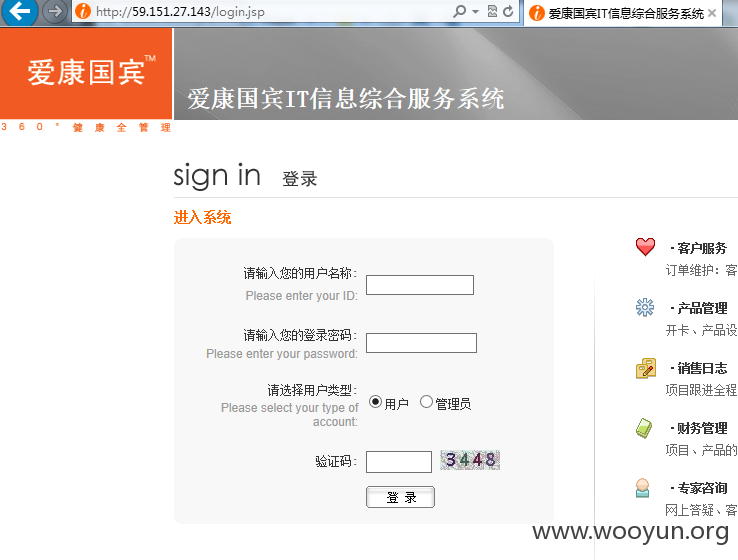 http://59.151.27.143/login.jsp
爱康国宾IT信息综合服务系统
爱康国宾™
360°健康全管理
爱康国宾IT信息综合服务系统
sign in 登录
进入系统
请输入您的用户名称:
Please enter your ID:
请输入您的登录密码:
Please enter your password:
请选择用户类型:
Please select your type of
account:
用户 管理员
验证码:
3448
登 录
·客户服务
订单维护：客
·产品管理
开卡、产品设
·销售日志
项目跟进全程
·财务管理
项目、产品的
·专家咨询
网上答疑、客
www.wooyun.org